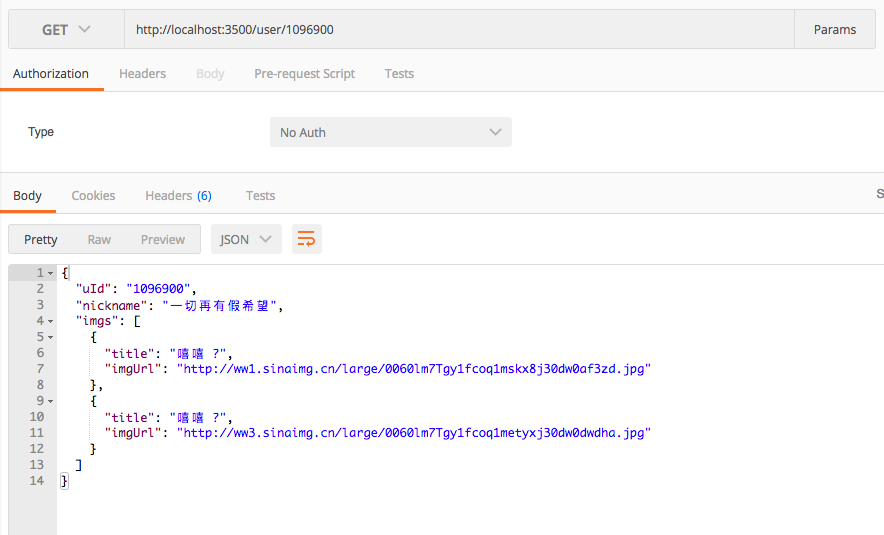 GET http://localhost:3500/user/1096900 Params
Authorization Headers Body Pre-request Script Tests
Type No Auth
Body Cookies Headers (6) Tests S
Pretty Raw Preview JSON
1 {
2 "uId": "1096900",
3 "nickname": "一切再有假希望",
4 "imgs": [
5 {
6 "title": "嘻嘻 ?",
7 "imgUrl": "http://ww1.sinaimg.cn/large/0060lm7Tgy1fcoq1mskx8j30dw0af3zd.jpg"
8 },
9 {
10 "title": "嘻嘻 ?",
11 "imgUrl": "http://ww3.sinaimg.cn/large/0060lm7Tgy1fcoq1metyxj30dw0dwdha.jpg"
12 }
13 ]
14 }